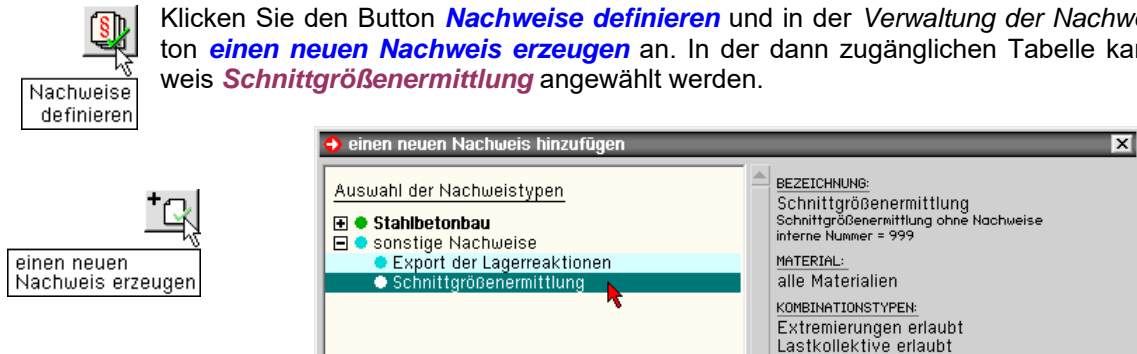 Klicken Sie den Button Nachweise definieren und in der Verwaltung der Nachwe
ton einen neuen Nachweis erzeugen an. In der dann zugänglichen Tabelle kan
weis Schnittgrößenermittlung angewählt werden.
Nachweise
definieren
einen neuen
Nachweis erzeugen
einen neuen Nachweis hinzufügen
Auswahl der Nachweistypen
Stahlbetonbau
sonstige Nachweise
Export der Lagerreaktionen
Schnittgrößenermittlung
BEZEICHNUNG:
Schnittgrößenermittlung
Schnittgrößenermittlung ohne Nachweise
interne Nummer = 999
MATERIAL:
alle Materialien
KOMBINATIONSTYPEN:
Extremierungen erlaubt
Lastkollektive erlaubt